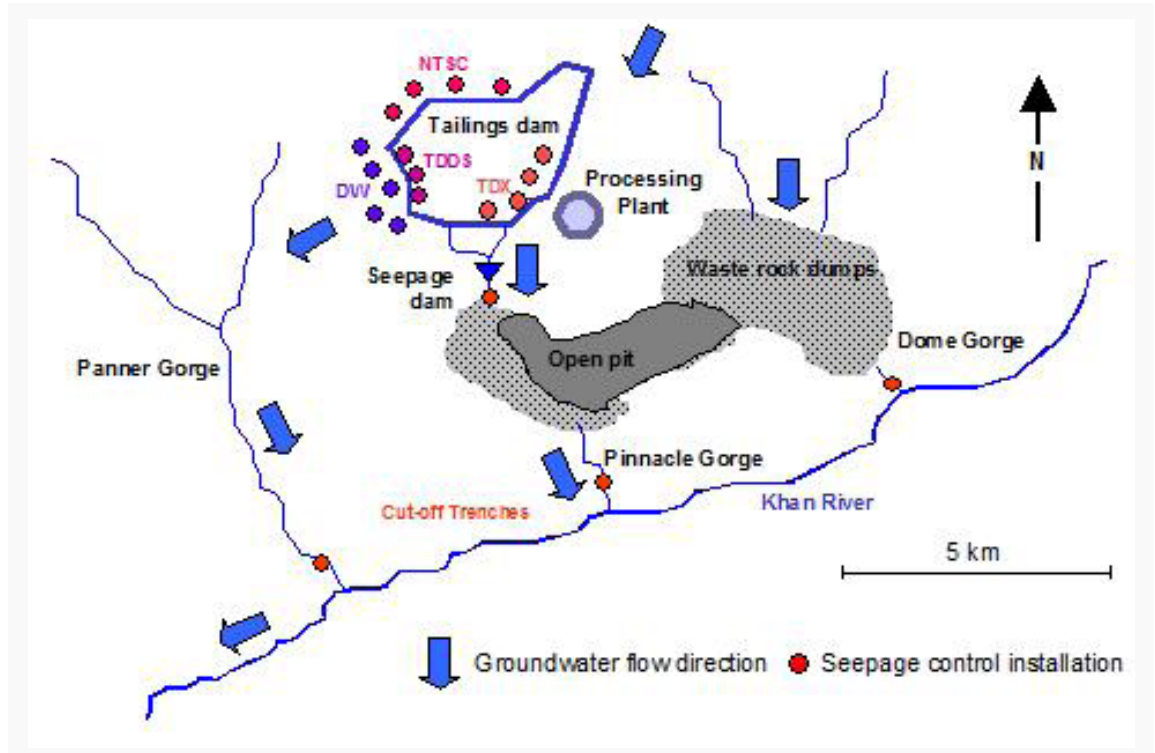 NTSC
Tailings dam
TDDS
DW
TDX
Processing
Plant
N
Seepage
dam
Waste rock dumps
Open pit
Dome Gorge
Panner Gorge
Pinnacle Gorge
Cut-off Trenches
Khan River
5 km
Groundwater flow direction
Seepage control installation